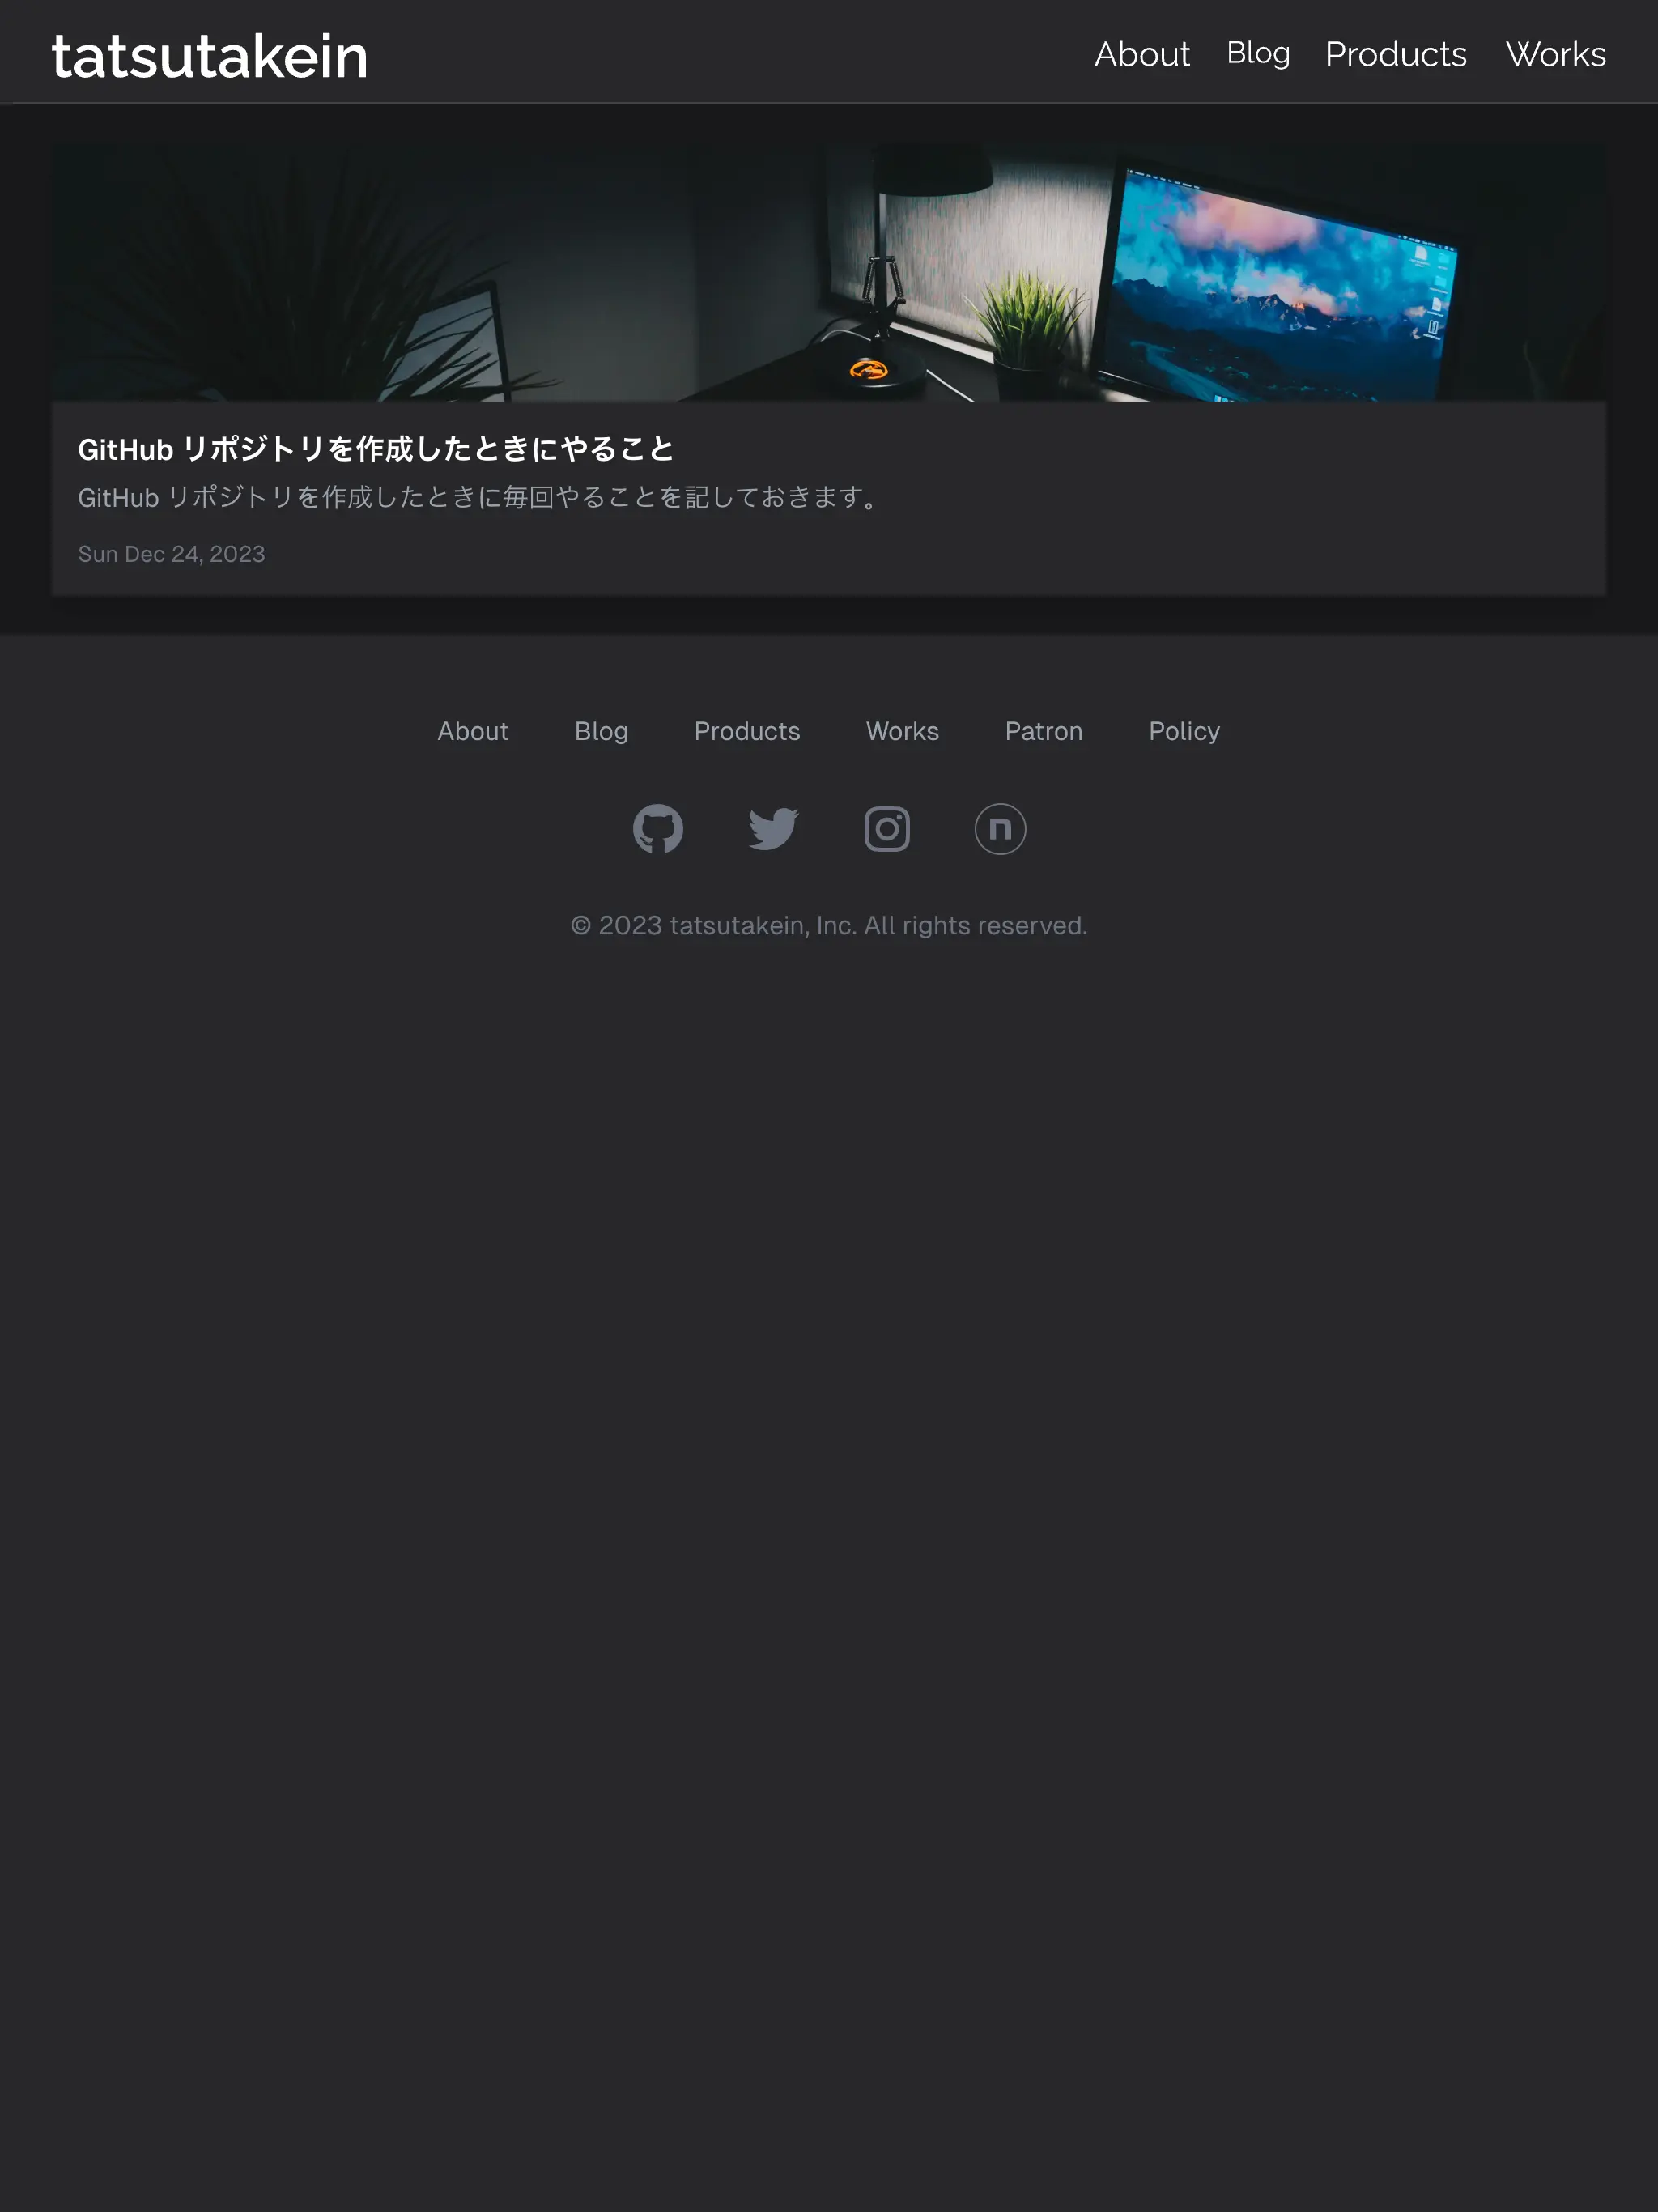 tatsutakein
About Blog Products Works
GitHub リポジトリを作成したときにやること
GitHub リポジトリを作成したときに毎回やることを記しておきます。
Sun Dec 24, 2023
About Blog Products Works Patron Policy
n
© 2023 tatsutakein, Inc. All rights reserved.